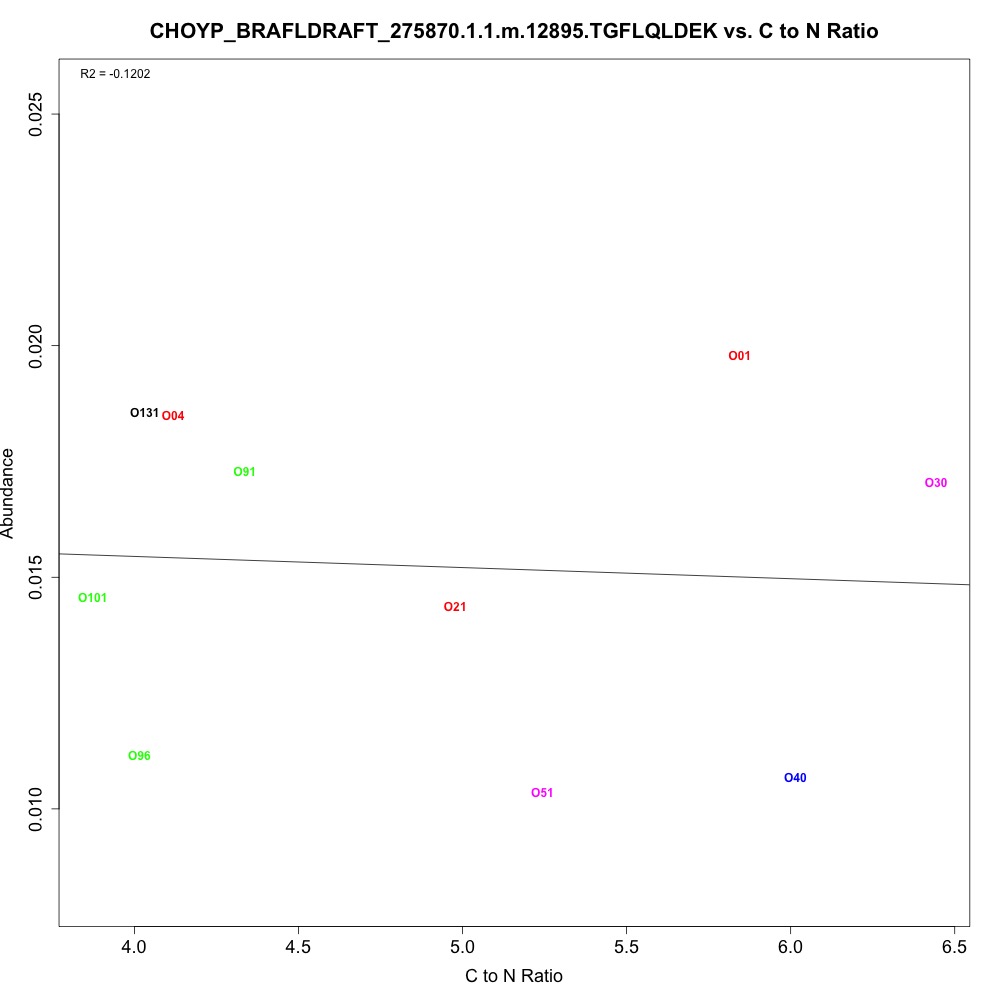 CHOYP_BRAFLDRAFT_275870.1.1.m.12895.TGFLQLDEK vs. C to N Ratio
R2 = -0.1202
0.025
0.020
0.015
0.010
Abundance
O01
O131 O04
O91
O30
O101
O21
O96
O40
O51
4.0 4.5 5.0 5.5 6.0 6.5
C to N Ratio